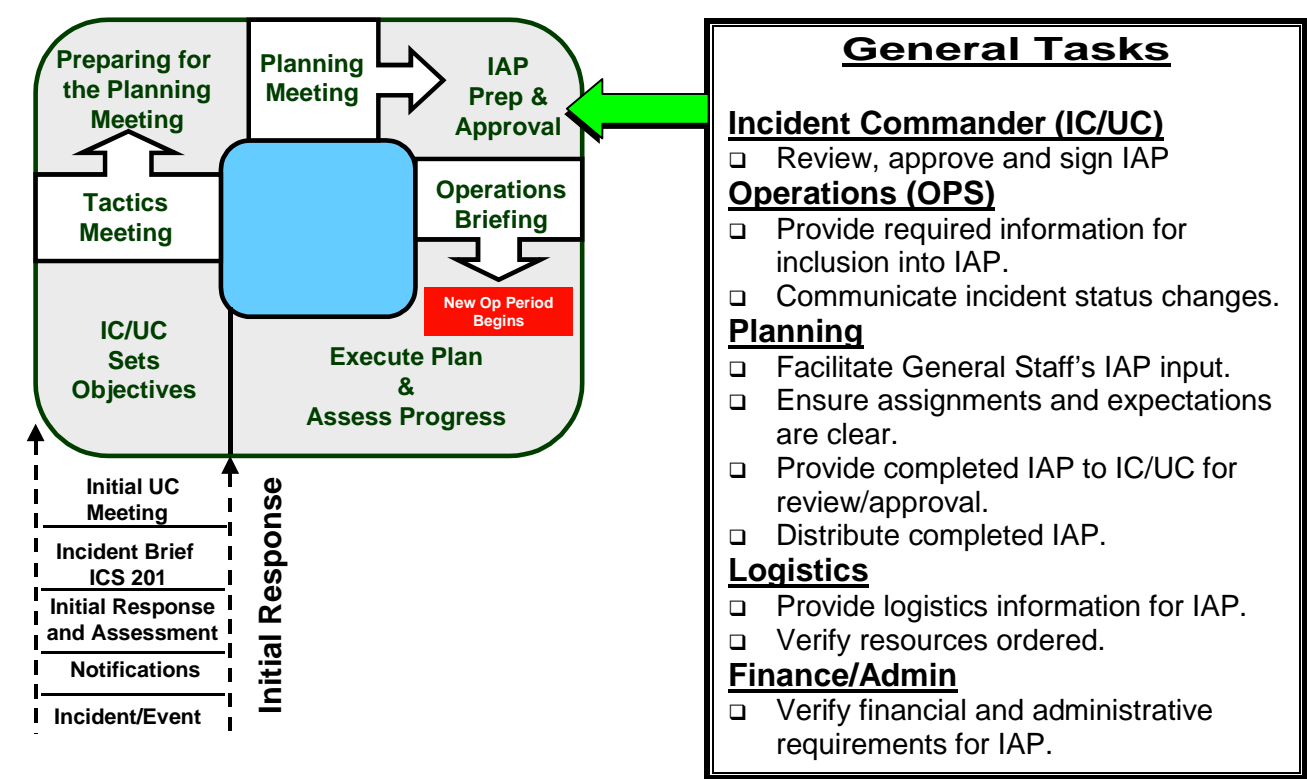 Preparing for
the Planning
Meeting
Planning
Meeting
IAP
Prep &
Approval
Tactics
Meeting
Operations
Briefing
New Op Period
Begins
IC/UC
Sets
Objectives
Execute Plan
&
Assess Progress
Initial UC
Meeting
Incident Brief
ICS 201
Initial Response
and Assessment
Notifications
Incident/Event
Initial Response
General Tasks
Incident Commander (IC/UC)
❑ Review, approve and sign IAP
Operations (OPS)
❑ Provide required information for
inclusion into IAP.
❑ Communicate incident status changes.
Planning
❑ Facilitate General Staff’s IAP input.
❑ Ensure assignments and expectations
are clear.
❑ Provide completed IAP to IC/UC for
review/approval.
❑ Distribute completed IAP.
Logistics
❑ Provide logistics information for IAP.
❑ Verify resources ordered.
Finance/Admin
❑ Verify financial and administrative
requirements for IAP.